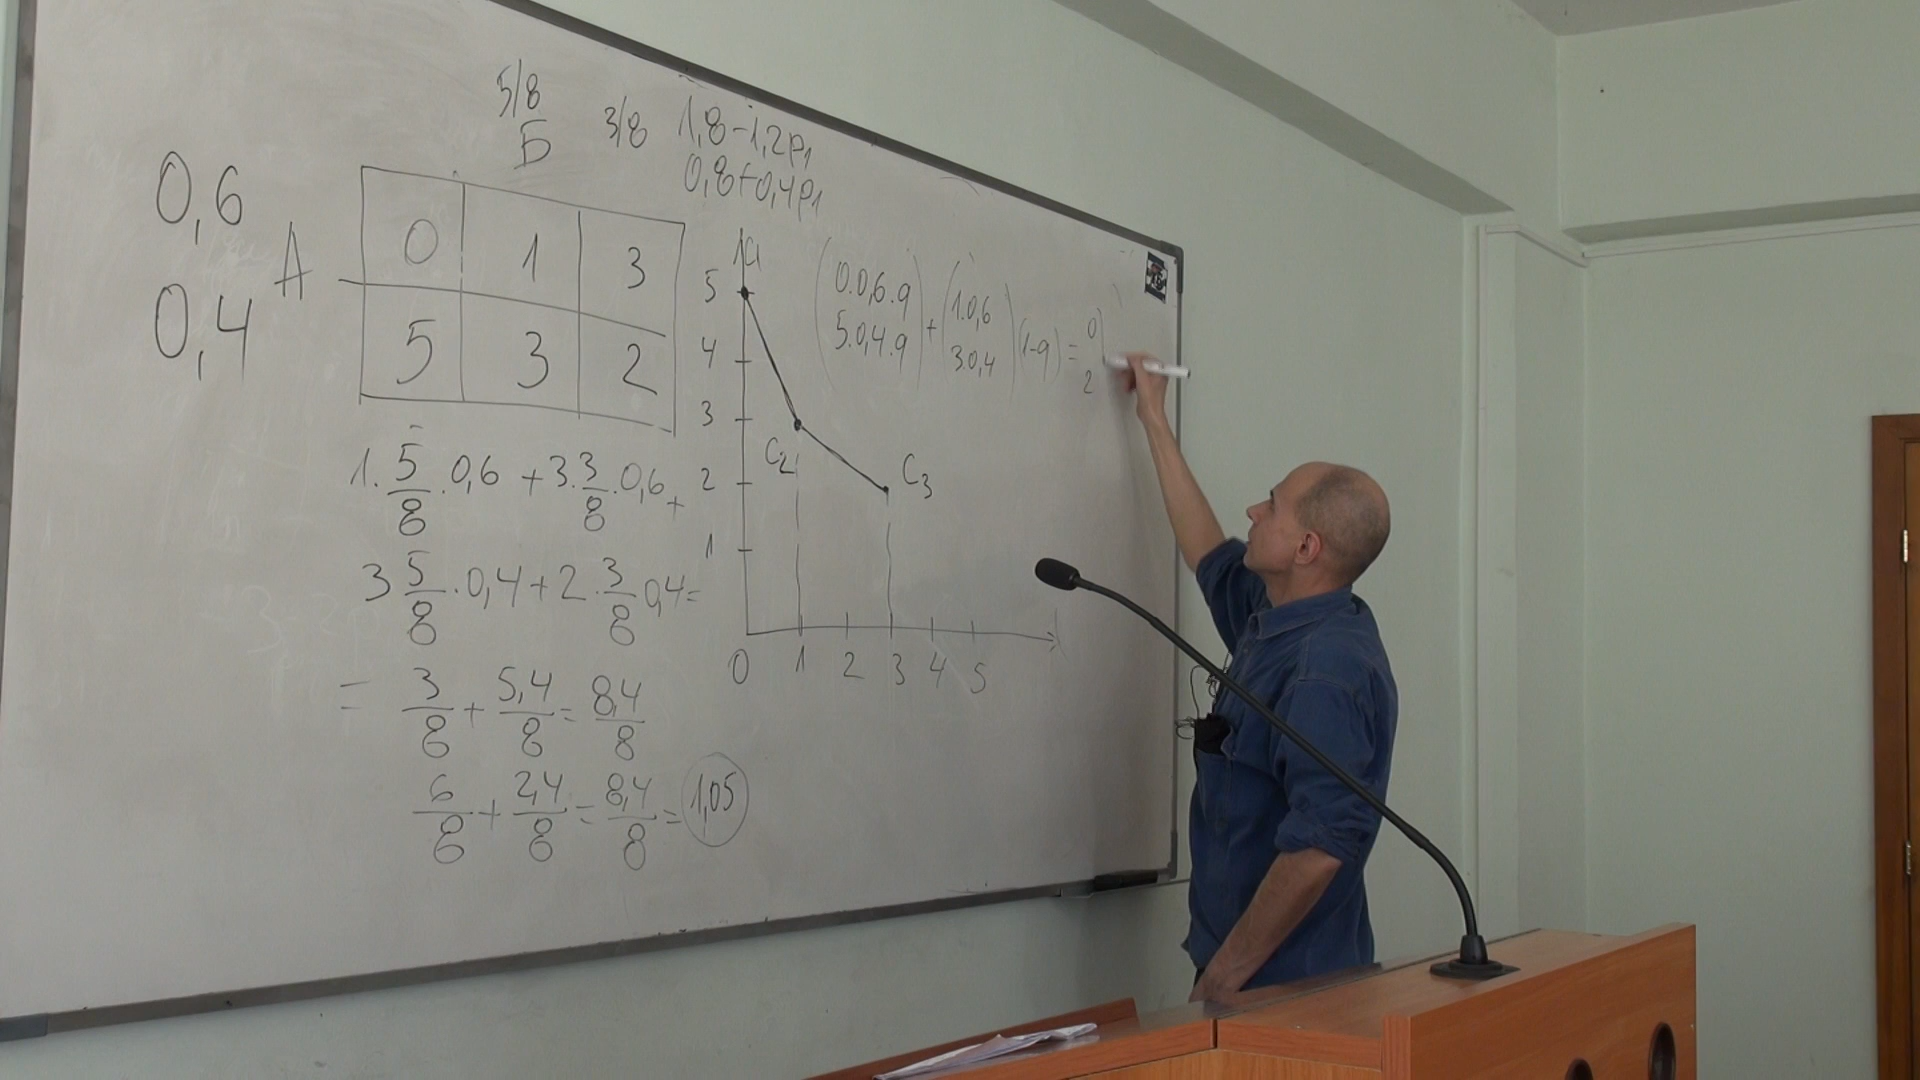 5/8 3/8
Б
1,8-1,2p₁
0,8+0,4p₁
0,6
0,4
А
0 1 3
5 3 2
1·5/8·0,6+3·3/8·0,6+
3 5/8·0,4+2·3/8 0,4=
= 3/8+5,4/8=8,4/8
6/8+2,4/8=8,4/8=1,05
5
4
3
2
1
0 1 2 3 4 5
C₂
C₃
(0·0,6·q
5·0,4·q)+(1·0,6
3·0,4)(1-q)=0
2